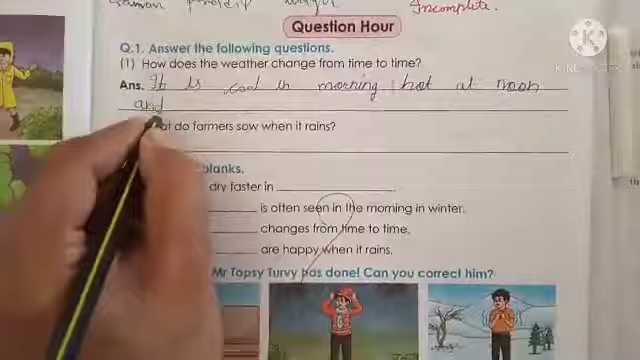 Incomplete.
Question Hour
Q.1. Answer the following questions.
(1) How does the weather change from time to time?
Ans. It is cool in morning, hot at noon
and
do farmers sow when it rains?
blanks.
dry faster in
is often seen in the morning in winter.
changes from time to time.
are happy when it rains.
Mr Topsy Turvy has done! Can you correct him?
KINEMASTER